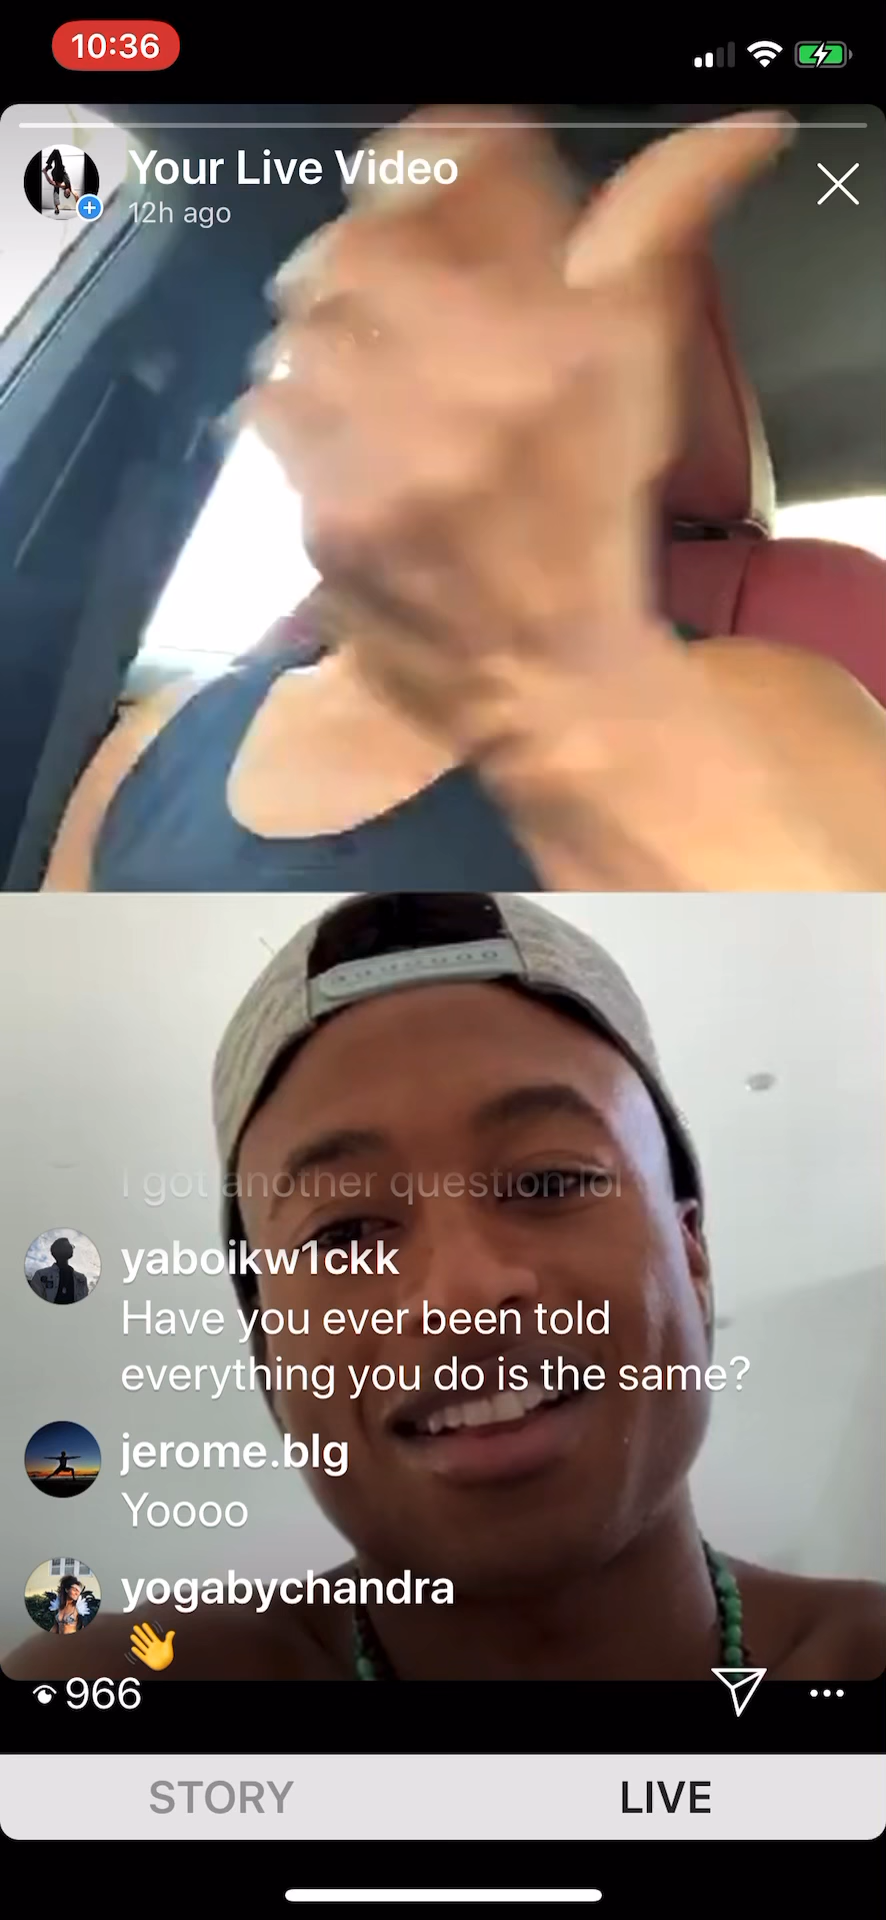 10:36
Your Live Video
12h ago
I got another question lol
yaboikw1ckk
Have you ever been told
everything you do is the same?
jerome.blg
Yoooo
yogabychandra
👋
966
STORY
LIVE